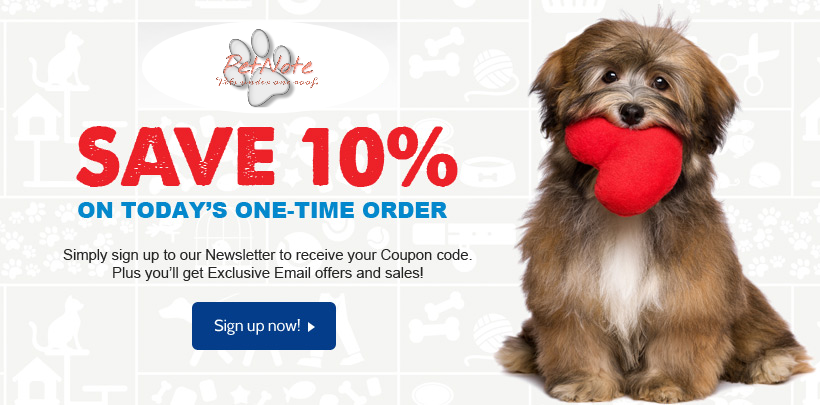 PetAlote
SAVE 10%
ON TODAY'S ONE-TIME ORDER
Simply sign up to our Newsletter to receive your Coupon code.
Plus you'll get Exclusive Email offers and sales!
Sign up now!